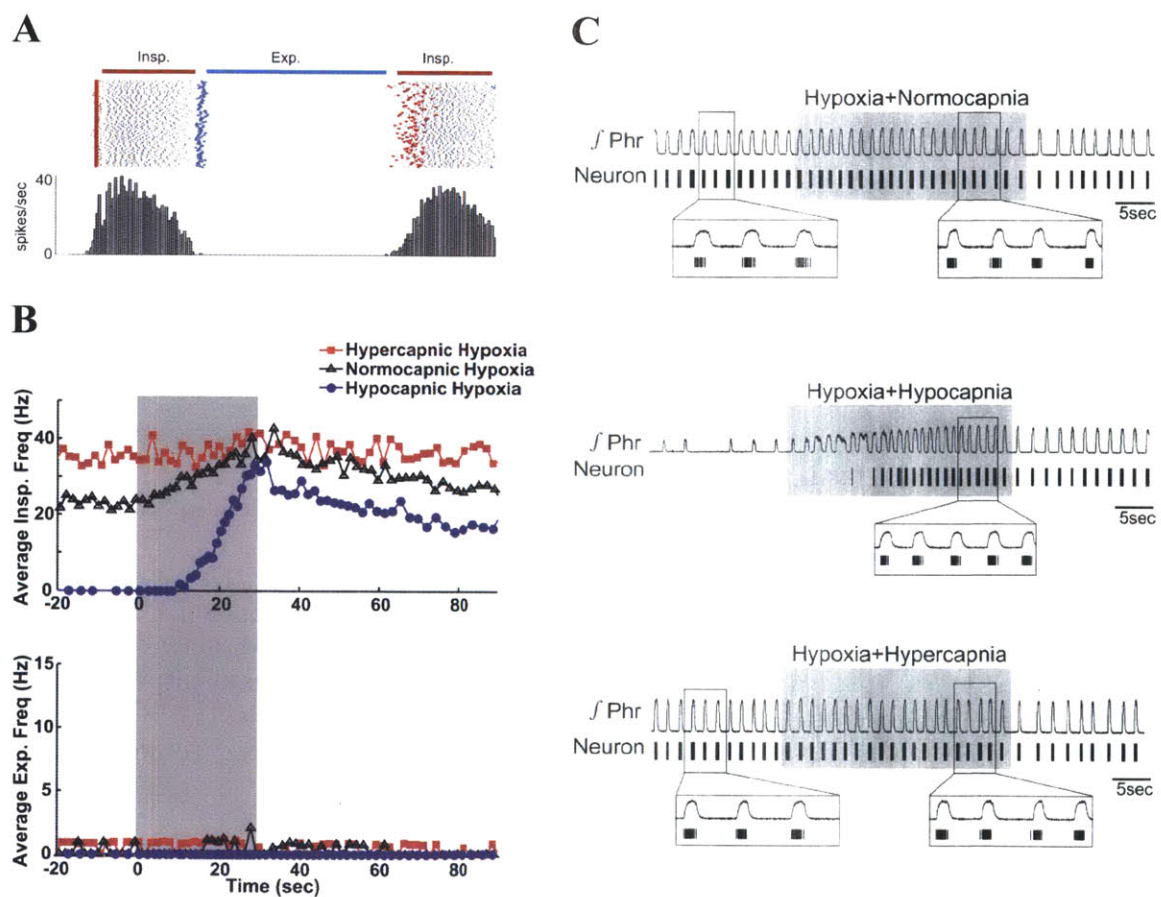 A
Insp. Exp. Insp.
40
0
spikes/sec
B
Hypercapnic Hypoxia
Normocapnic Hypoxia
Hypocapnic Hypoxia
Average Insp. Freq (Hz)
40
20
0
-20 0 20 40 60 80
Average Exp. Freq (Hz)
15
10
5
0
-20 0 20 40 60 80
Time (sec)
C
Hypoxia+Normocapnia
∫ Phr
Neuron
5sec
Hypoxia+Hypocapnia
∫ Phr
Neuron
5sec
Hypoxia+Hypercapnia
∫ Phr
Neuron
5sec